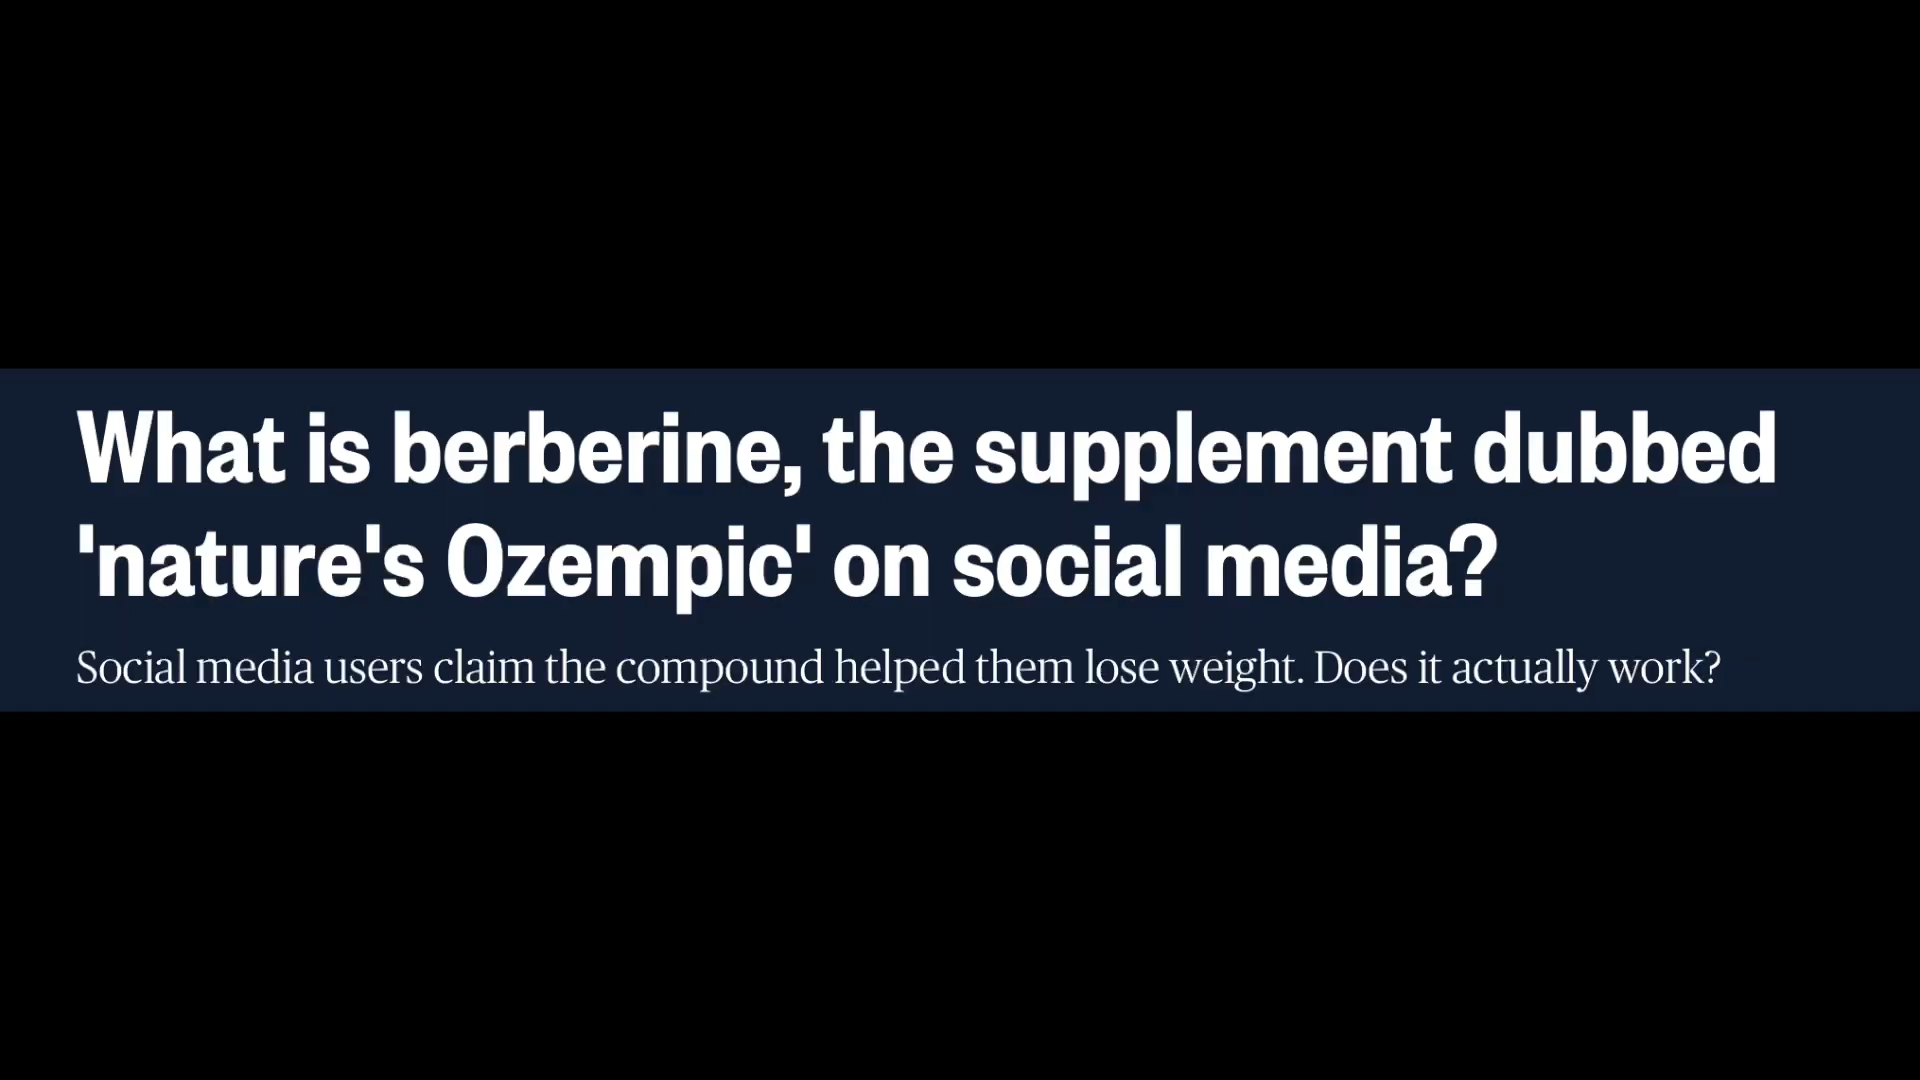 What is berberine, the supplement dubbed
'nature's Ozempic' on social media?
Social media users claim the compound helped them lose weight. Does it actually work?